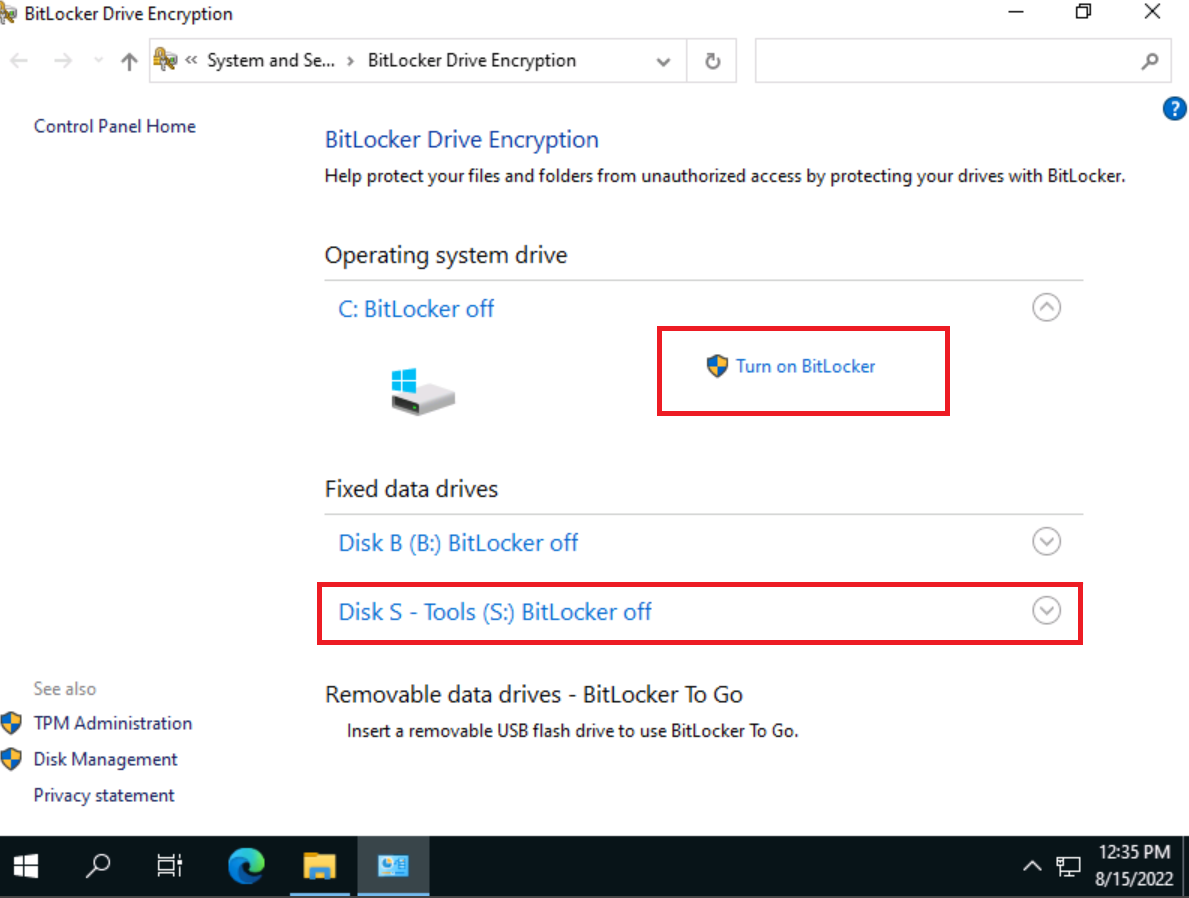 BitLocker Drive Encryption
« System and Se... › BitLocker Drive Encryption
?
Control Panel Home
BitLocker Drive Encryption
Help protect your files and folders from unauthorized access by protecting your drives with BitLocker.
Operating system drive
C: BitLocker off
Turn on BitLocker
Fixed data drives
Disk B (B:) BitLocker off
Disk S - Tools (S:) BitLocker off
Removable data drives - BitLocker To Go
Insert a removable USB flash drive to use BitLocker To Go.
See also
TPM Administration
Disk Management
Privacy statement
12:35 PM
8/15/2022